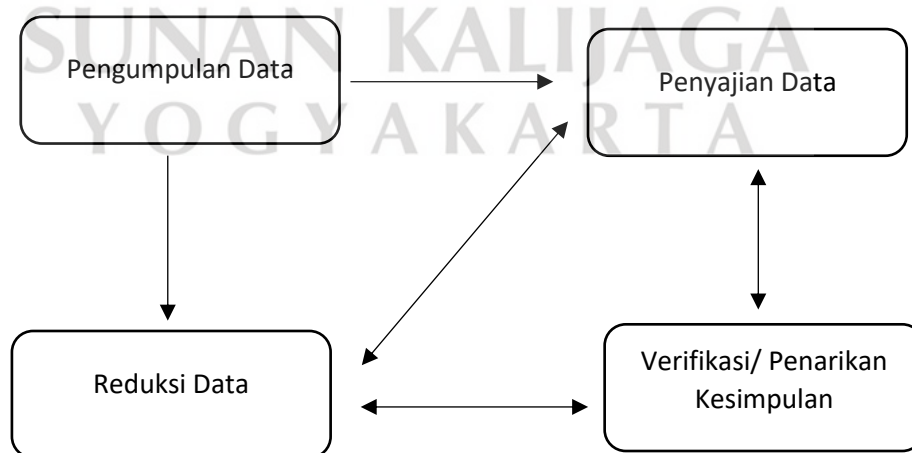 SUNAN KALIJAGA
YOGYAKARTA
Pengumpulan Data
Penyajian Data
Reduksi Data
Verifikasi/ Penarikan
Kesimpulan